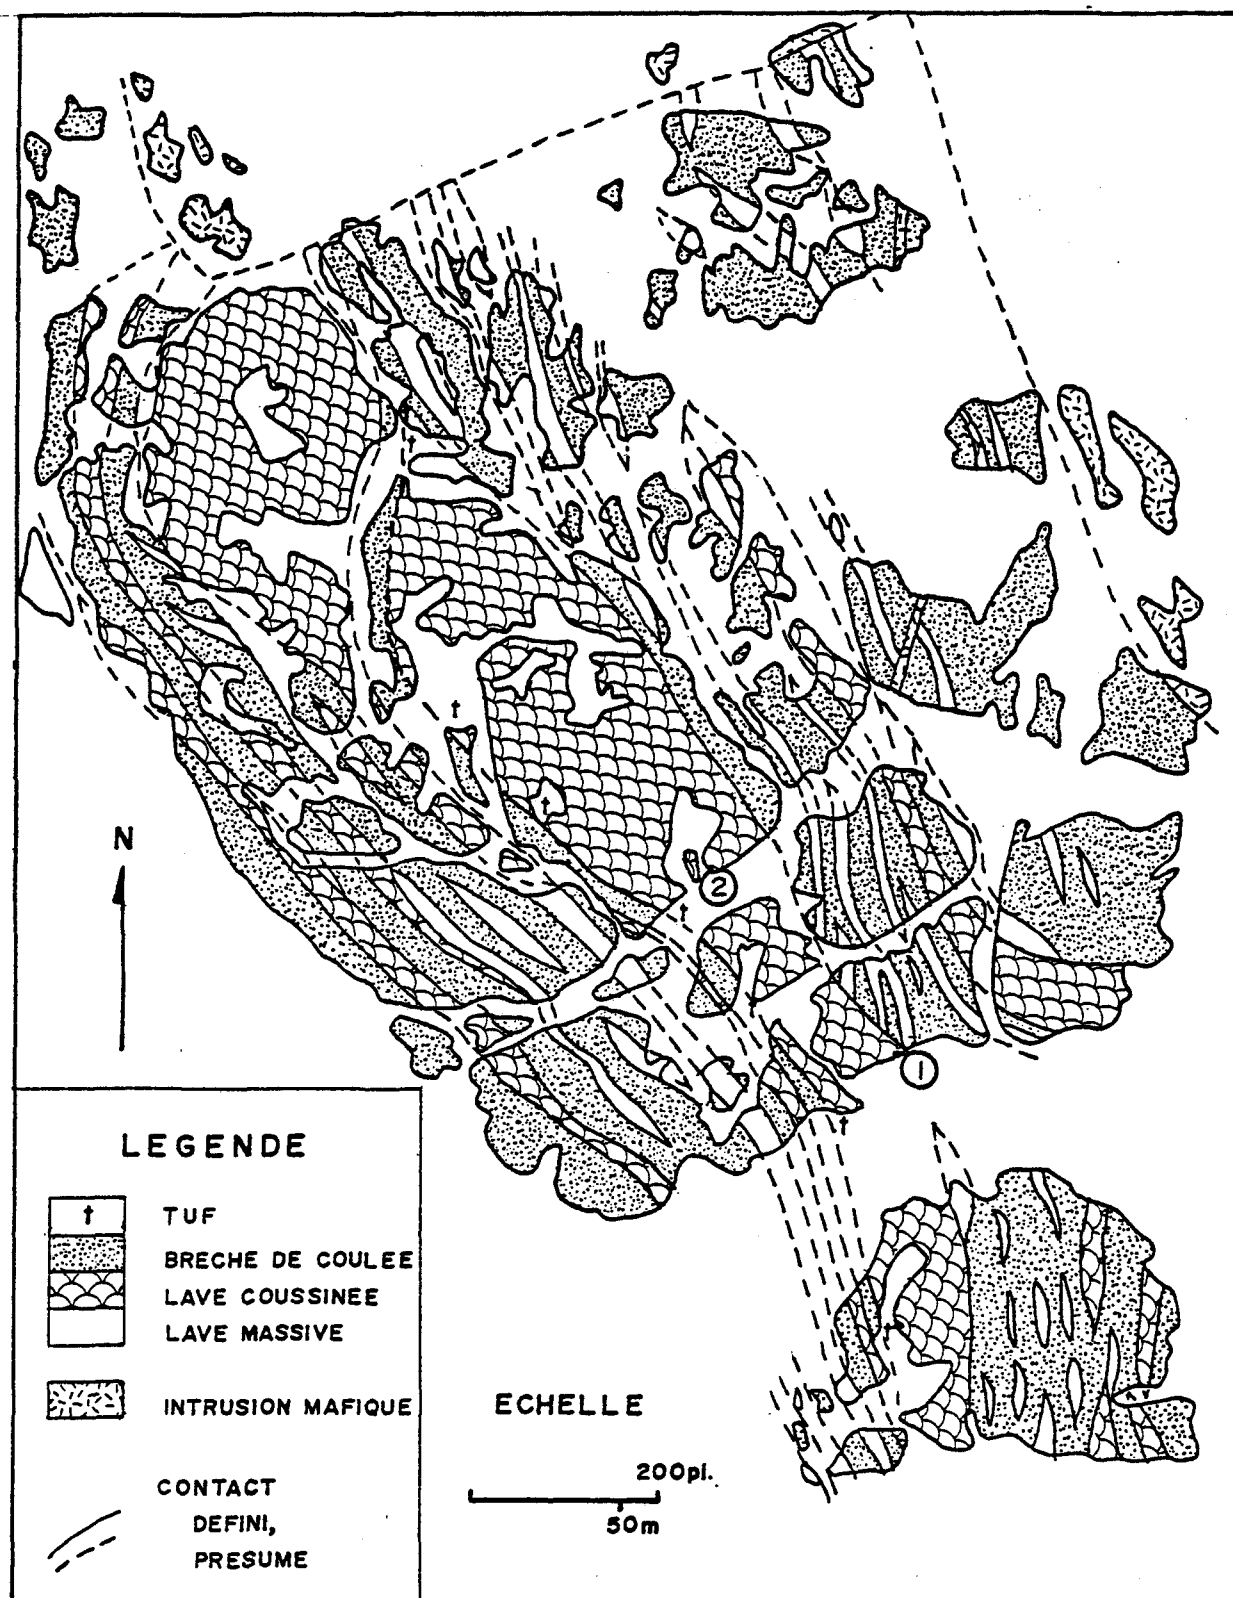 t
t
t
t
N
2
1
t
t
LEGENDE
t TUF
BRECHE DE COULEE
LAVE COUSSINEE
LAVE MASSIVE
INTRUSION MAFIQUE
CONTACT
DEFINI,
PRESUME
ECHELLE
200pi.
50m